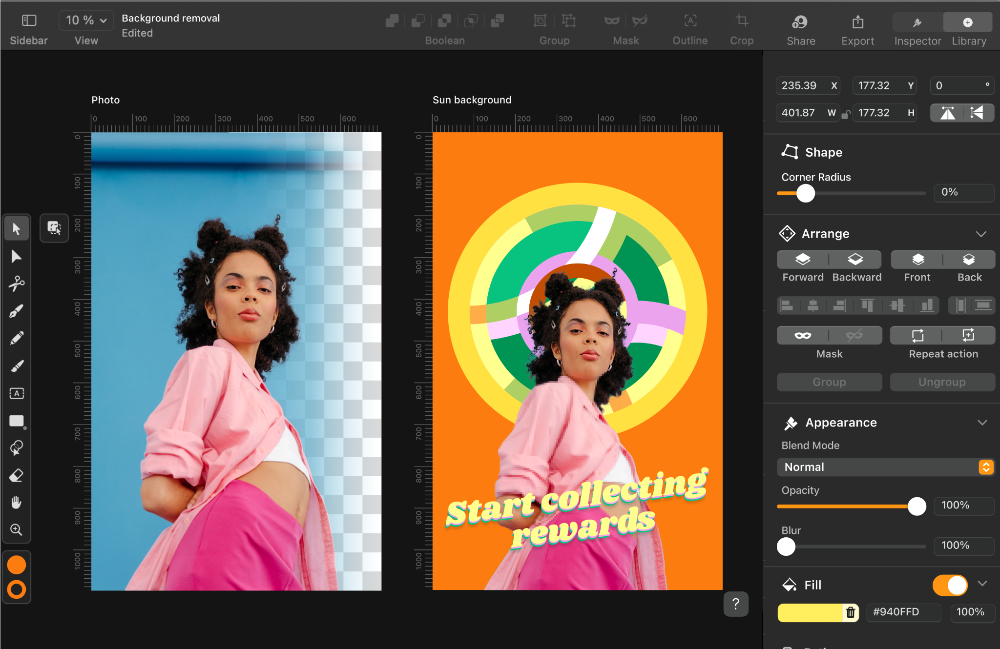 Sidebar
10 %
View
Background removal
Edited
Boolean
Group
Mask
Outline
Crop
Share
Export
Inspector
Library
Photo
0 100 200 300 400 500 600
0 100 200 300 400 500 600 700 800 900 1000
Sun background
0 100 200 300 400 500 600
0 100 200 300 400 500 600 700 800 900 1000
Start collecting
rewards
A
?
235.39 X
177.32 Y
0 °
401.87 W
177.32 H
Shape
Corner Radius
0%
Arrange
Forward Backward Front Back
Mask
Repeat action
Group
Ungroup
Appearance
Blend Mode
Normal
Opacity
100%
Blur
100%
Fill
#940FFD
100%